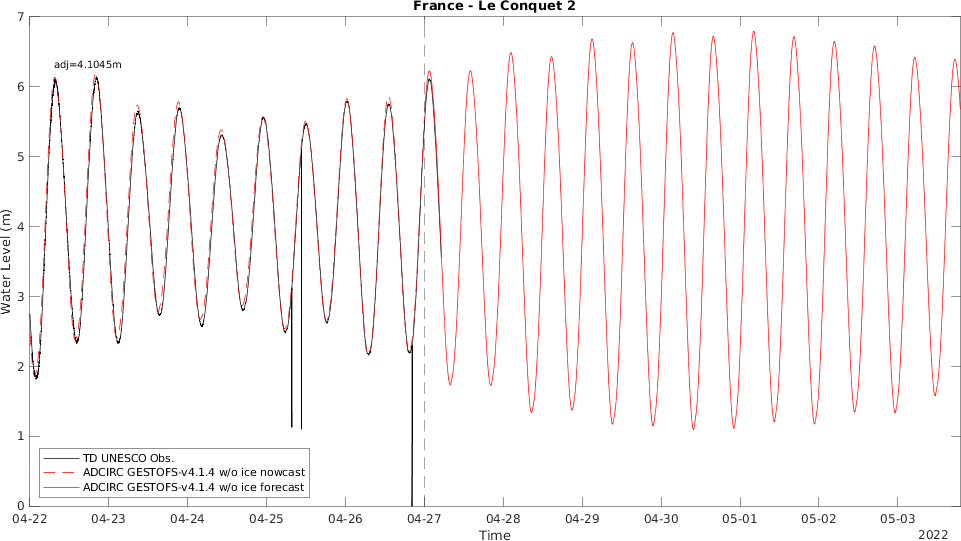 France - Le Conquet 2
adj=4.1045m
7
6
5
4
3
2
1
0
Water Level (m)
TD UNESCO Obs.
ADCIRC GESTOFS-v4.1.4 w/o ice nowcast
ADCIRC GESTOFS-v4.1.4 w/o ice forecast
04-22 04-23 04-24 04-25 04-26 04-27 04-28 04-29 04-30 05-01 05-02 05-03
Time
2022